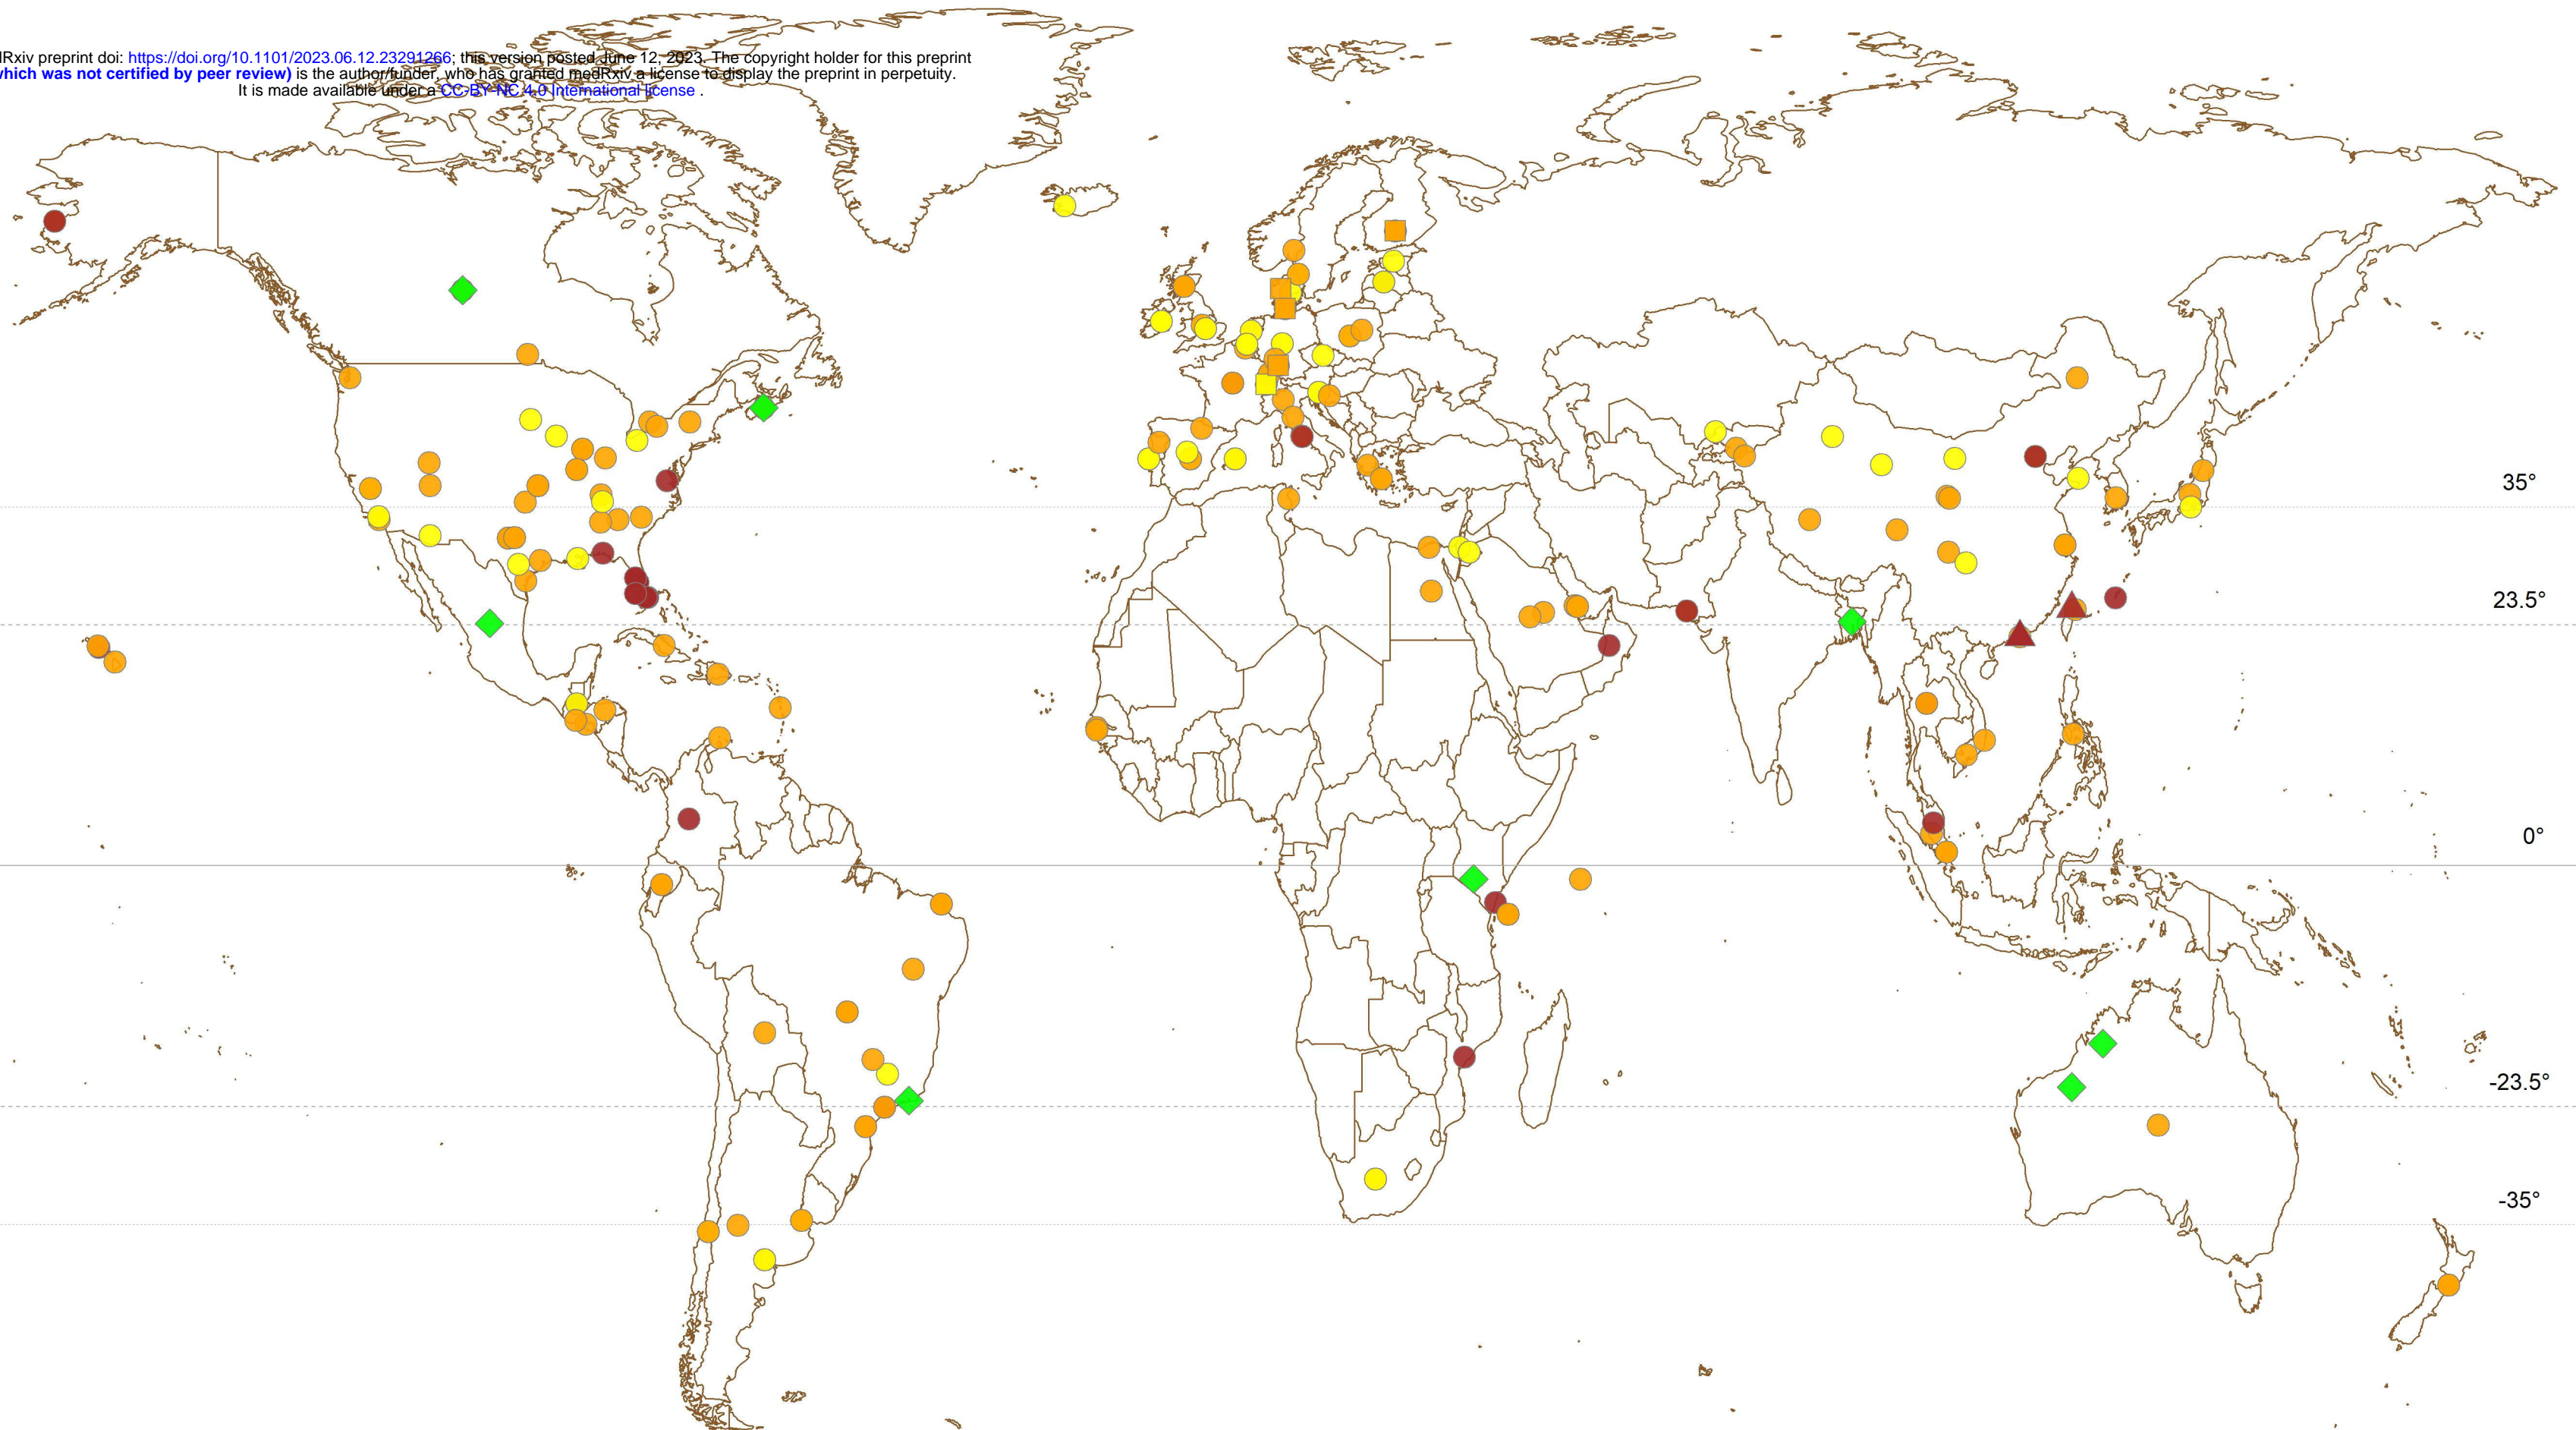 Rxiv preprint doi: https://doi.org/10.1101/2023.06.12.23291266; this version posted June 12, 2023. The copyright holder for this preprint
which was not certified by peer review) is the author/funder, who has granted medRxiv a license to display the preprint in perpetuity.
It is made available under a CC-BY-NC 4.0 International license .
35°
23.5°
0°
-23.5°
-35°